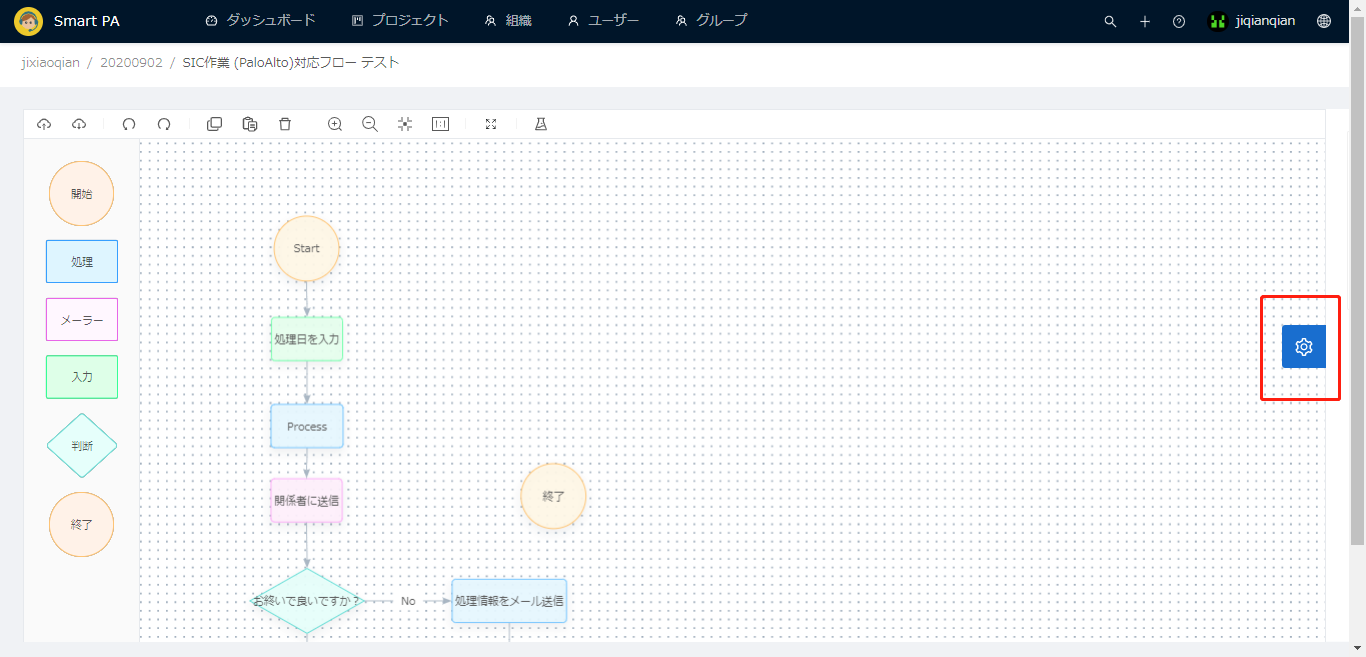 Smart PA ダッシュボード プロジェクト 組織 ユーザー グループ jiqianqian
jixiaoqian / 20200902 / SIC作業 (PaloAlto)対応フロー テスト
開始
処理
メーラー
入力
判断
終了
Start
処理日を入力
Process
関係者に送信
終了
お終いで良いですか？ No 処理情報をメール送信